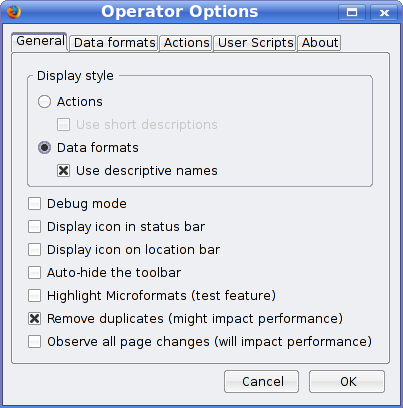 Operator Options
General Data formats Actions User Scripts About
Display style
Actions
Use short descriptions
Data formats
Use descriptive names
Debug mode
Display icon in status bar
Display icon on location bar
Auto-hide the toolbar
Highlight Microformats (test feature)
Remove duplicates (might impact performance)
Observe all page changes (will impact performance)
Cancel OK